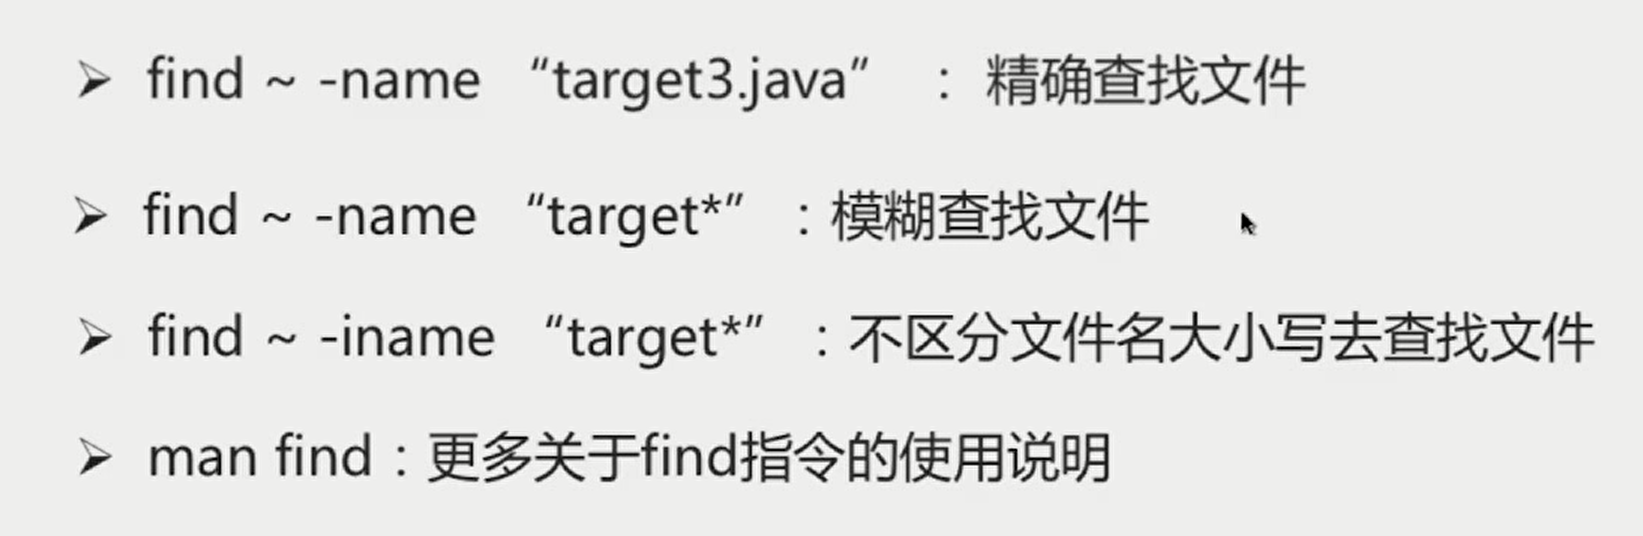 ➢ find ~ -name “target3.java” ： 精确查找文件
➢ find ~ -name “target*” ：模糊查找文件
➢ find ~ -iname “target*” ：不区分文件名大小写去查找文件
➢ man find：更多关于find指令的使用说明